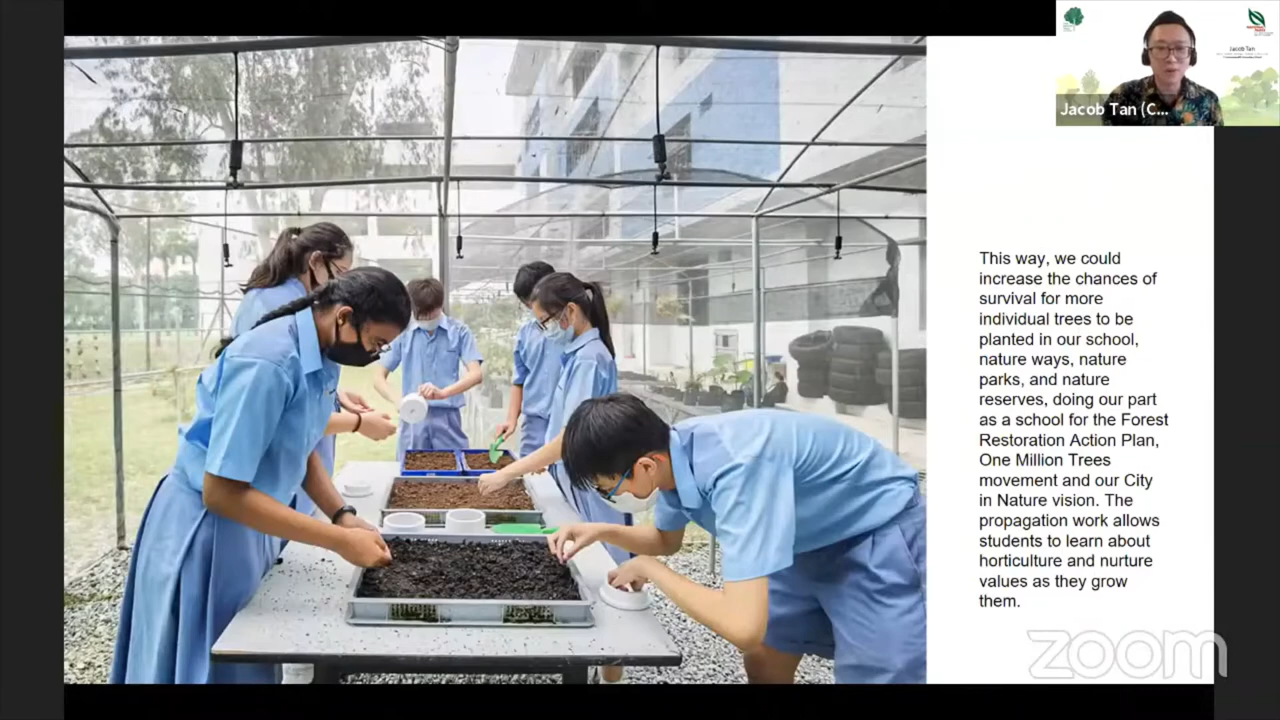 Jacob Tan
Jacob Tan (C...
This way, we could
increase the chances of
survival for more
individual trees to be
planted in our school,
nature ways, nature
parks, and nature
reserves, doing our part
as a school for the Forest
Restoration Action Plan,
One Million Trees
movement and our City
in Nature vision. The
propagation work allows
students to learn about
horticulture and nurture
values as they grow
them.
zoom